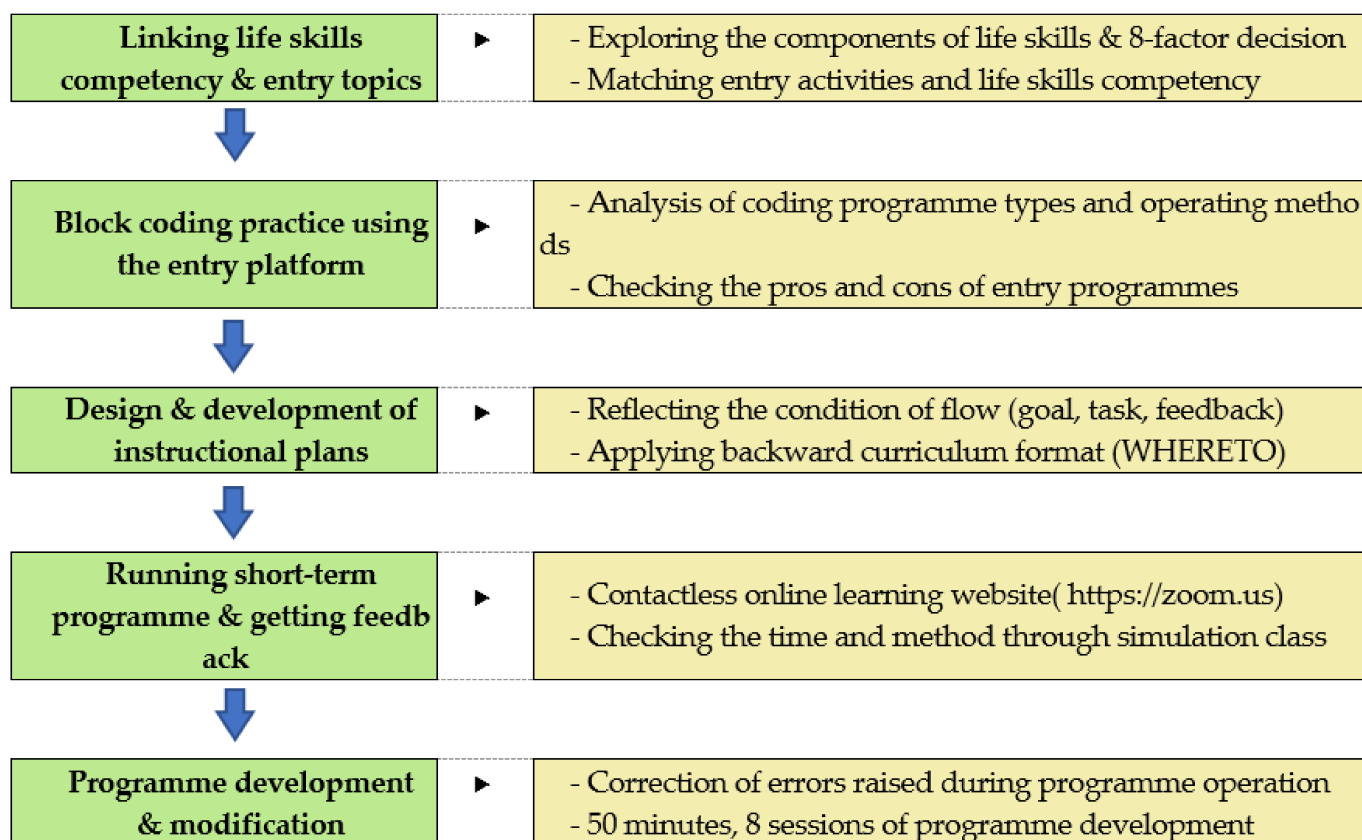 Linking life skills
competency & entry topics
- Exploring the components of life skills & 8-factor decision
- Matching entry activities and life skills competency
Block coding practice using
the entry platform
- Analysis of coding programme types and operating metho
ds
- Checking the pros and cons of entry programmes
Design & development of
instructional plans
- Reflecting the condition of flow (goal, task, feedback)
- Applying backward curriculum format (WHERETO)
Running short-term
programme & getting feedb
ack
- Contactless online learning website( https://zoom.us)
- Checking the time and method through simulation class
Programme development
& modification
- Correction of errors raised during programme operation
- 50 minutes, 8 sessions of programme development